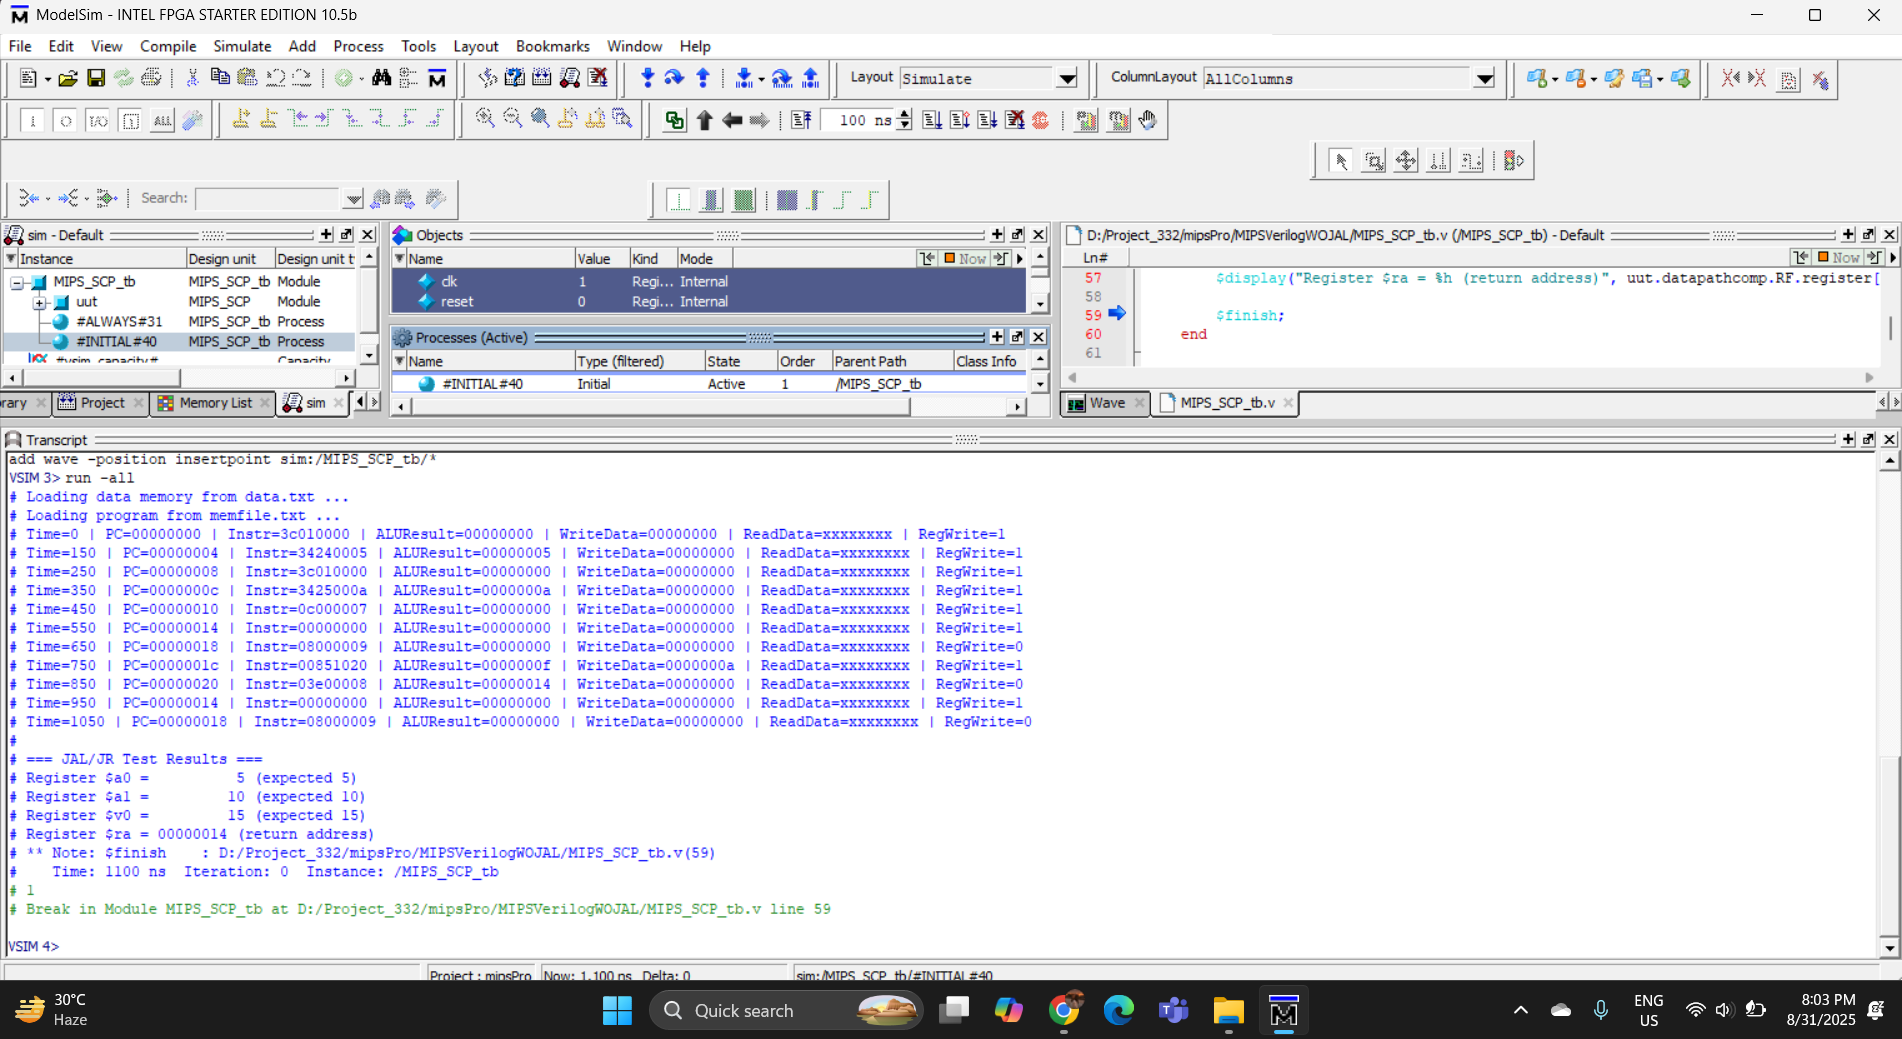 ModelSim - INTEL FPGA STARTER EDITION 10.5b
File Edit View Compile Simulate Add Process Tools Layout Bookmarks Window Help
Layout Simulate
ColumnLayout AllColumns
100 ns
Search:
sim - Default
Instance Design unit Design unit t
MIPS_SCP_tb MIPS_SCP_tb Module
uut MIPS_SCP Module
#ALWAYS#31 MIPS_SCP_tb Process
#INITIAL#40 MIPS_SCP_tb Process
#vsim_capacity# Capacity
rary Project Memory List sim
Objects
Name Value Kind Mode Now
clk 1 Regi... Internal
reset 0 Regi... Internal
Processes (Active)
Name Type (filtered) State Order Parent Path Class Info
#INITIAL#40 Initial Active 1 /MIPS_SCP_tb
D:/Project_332/mipsPro/MIPSVerilogWOJAL/MIPS_SCP_tb.v (/MIPS_SCP_tb) - Default
Ln# Now
57 $display("Register $ra = %h (return address)", uut.datapathcomp.RF.register[
58
59 $finish;
60 end
61
Wave MIPS_SCP_tb.v
Transcript
add wave -position insertpoint sim:/MIPS_SCP_tb/*
VSIM 3> run -all
# Loading data memory from data.txt ...
# Loading program from memfile.txt ...
# Time=0 | PC=00000000 | Instr=3c010000 | ALUResult=00000000 | WriteData=00000000 | ReadData=xxxxxxxx | RegWrite=1
# Time=150 | PC=00000004 | Instr=34240005 | ALUResult=00000005 | WriteData=00000000 | ReadData=xxxxxxxx | RegWrite=1
# Time=250 | PC=00000008 | Instr=3c010000 | ALUResult=00000000 | WriteData=00000000 | ReadData=xxxxxxxx | RegWrite=1
# Time=350 | PC=0000000c | Instr=3425000a | ALUResult=0000000a | WriteData=00000000 | ReadData=xxxxxxxx | RegWrite=1
# Time=450 | PC=00000010 | Instr=0c000007 | ALUResult=00000000 | WriteData=00000000 | ReadData=xxxxxxxx | RegWrite=1
# Time=550 | PC=00000014 | Instr=00000000 | ALUResult=00000000 | WriteData=00000000 | ReadData=xxxxxxxx | RegWrite=1
# Time=650 | PC=00000018 | Instr=08000009 | ALUResult=00000000 | WriteData=00000000 | ReadData=xxxxxxxx | RegWrite=0
# Time=750 | PC=0000001c | Instr=00851020 | ALUResult=0000000f | WriteData=0000000a | ReadData=xxxxxxxx | RegWrite=1
# Time=850 | PC=00000020 | Instr=03e00008 | ALUResult=00000014 | WriteData=00000000 | ReadData=xxxxxxxx | RegWrite=0
# Time=950 | PC=00000014 | Instr=00000000 | ALUResult=00000000 | WriteData=00000000 | ReadData=xxxxxxxx | RegWrite=1
# Time=1050 | PC=00000018 | Instr=08000009 | ALUResult=00000000 | WriteData=00000000 | ReadData=xxxxxxxx | RegWrite=0
#
# === JAL/JR Test Results ===
# Register $a0 = 5 (expected 5)
# Register $a1 = 10 (expected 10)
# Register $v0 = 15 (expected 15)
# Register $ra = 00000014 (return address)
# ** Note: $finish : D:/Project_332/mipsPro/MIPSVerilogWOJAL/MIPS_SCP_tb.v(59)
# Time: 1100 ns Iteration: 0 Instance: /MIPS_SCP_tb
# 1
# Break in Module MIPS_SCP_tb at D:/Project_332/mipsPro/MIPSVerilogWOJAL/MIPS_SCP_tb.v line 59
VSIM 4>
Project : mipsPro Now: 1,100 ns Delta: 0 sim:/MIPS_SCP_tb/#INITIAL#40
30°C
Haze
Quick search
ENG
US
8:03 PM
8/31/2025